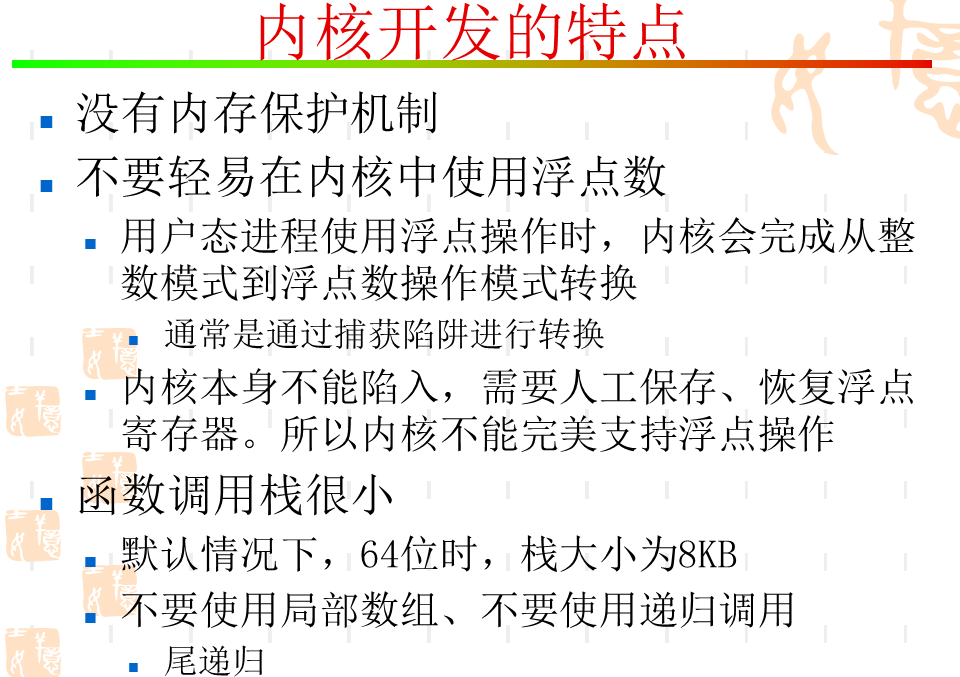 内核开发的特点
没有内存保护机制
不要轻易在内核中使用浮点数
用户态进程使用浮点操作时，内核会完成从整
数模式到浮点数操作模式转换
通常是通过捕获陷阱进行转换
内核本身不能陷入，需要人工保存、恢复浮点
寄存器。所以内核不能完美支持浮点操作
函数调用栈很小
默认情况下，64位时，栈大小为8KB
不要使用局部数组、不要使用递归调用
尾递归